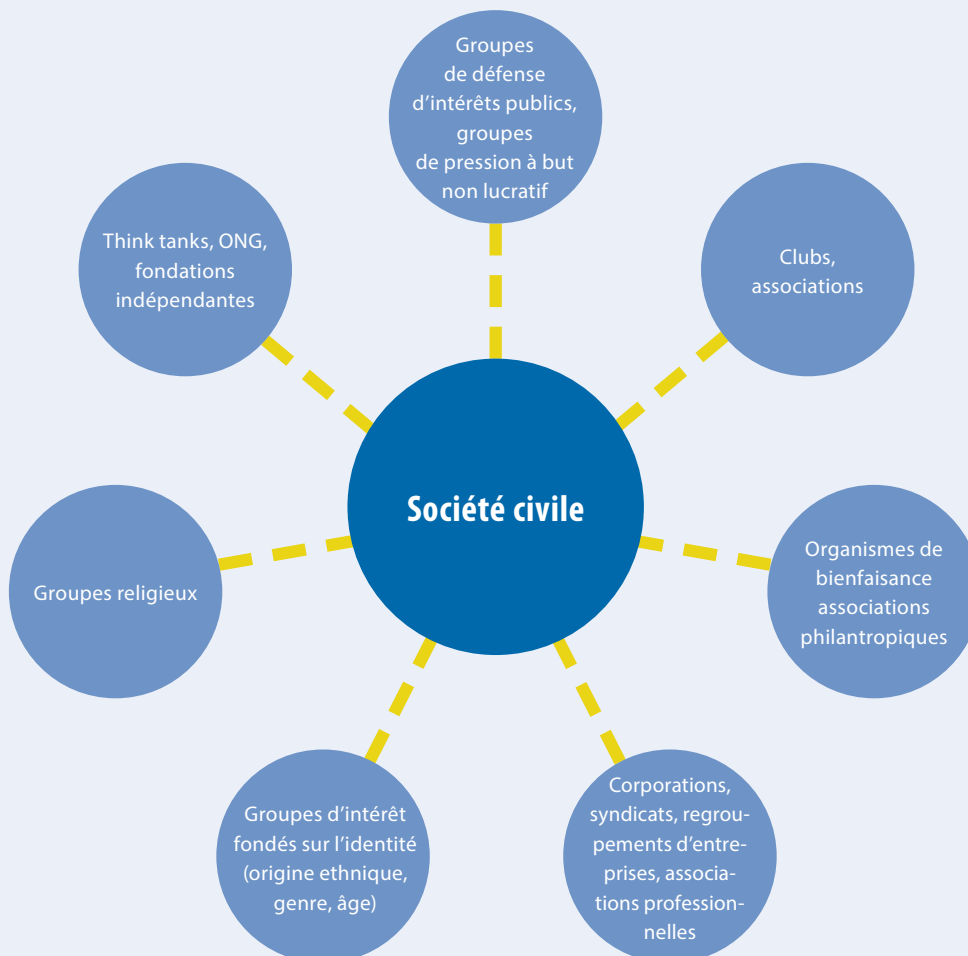 Groupes
de défense
d'intérêts publics,
groupes
de pression à but
non lucratif
Think tanks, ONG,
fondations
indépendantes
Clubs,
associations
Société civile
Groupes religieux
Organismes de
bienfaisance
associations
philantropiques
Groupes d'intérêt
fondés sur l'identité
(origine ethnique,
genre, âge)
Corporations,
syndicats, regrou-
pements d'entre-
prises, associa-
tions profession-
nelles